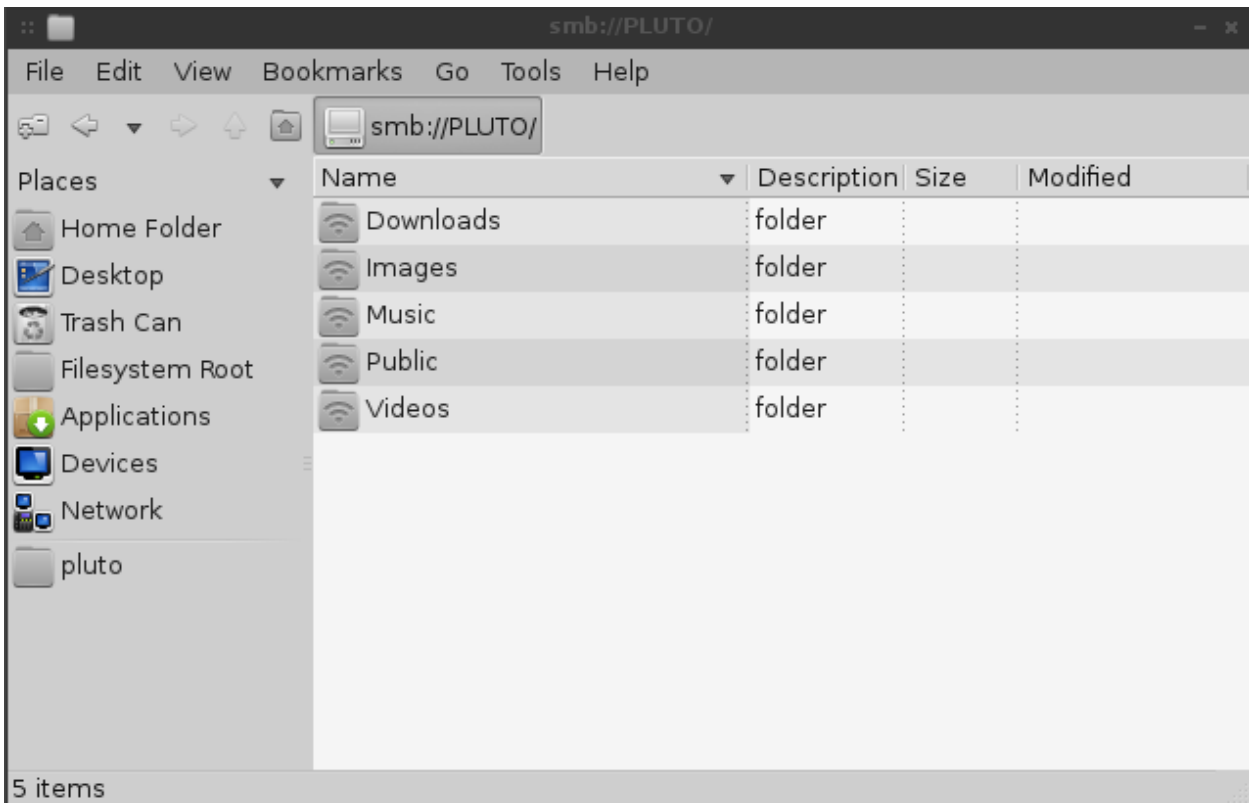 smb://PLUTO/
File Edit View Bookmarks Go Tools Help
smb://PLUTO/
Places
Home Folder
Desktop
Trash Can
Filesystem Root
Applications
Devices
Network
pluto
Name Description Size Modified
Downloads folder
Images folder
Music folder
Public folder
Videos folder
5 items